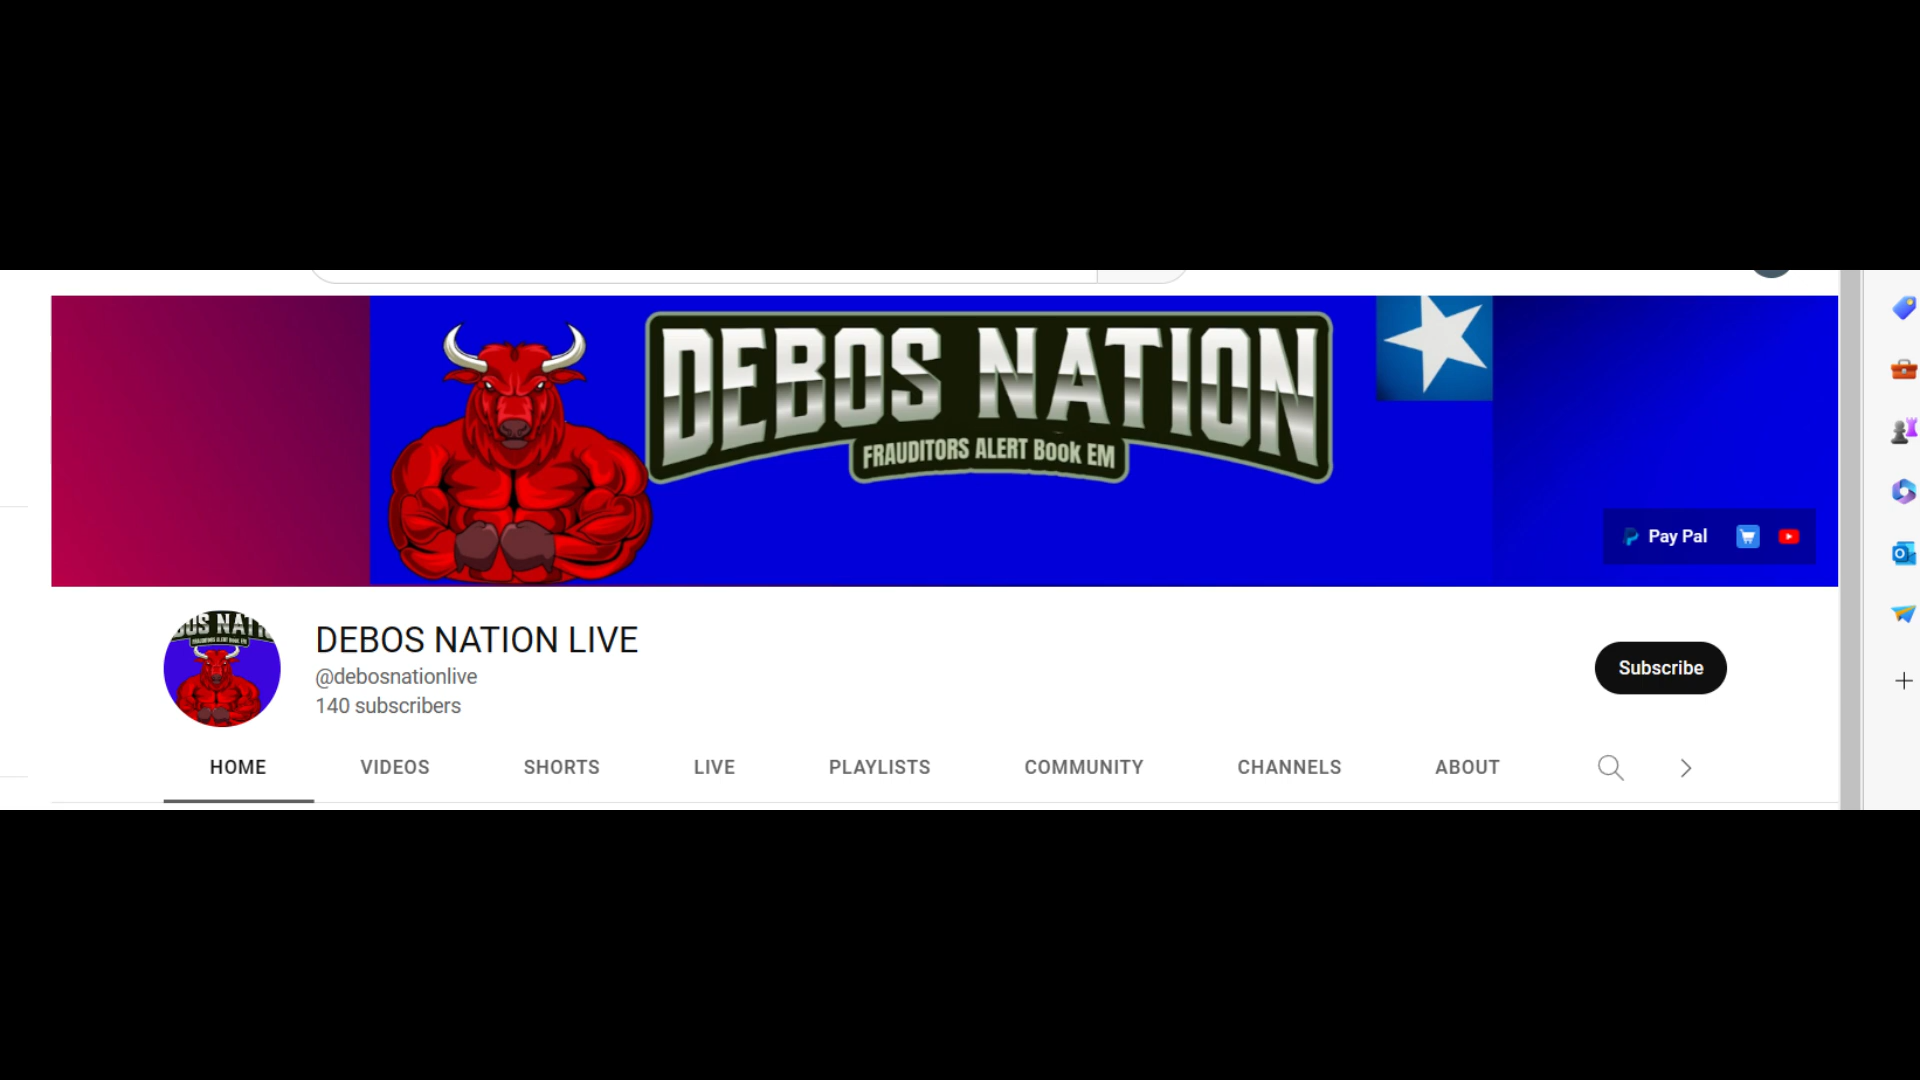 DEBOS NATION
FRAUDITORS ALERT BooK EM
Pay Pal
DEBOS NATION LIVE
@debosnationlive
140 subscribers
Subscribe
HOME VIDEOS SHORTS LIVE PLAYLISTS COMMUNITY CHANNELS ABOUT